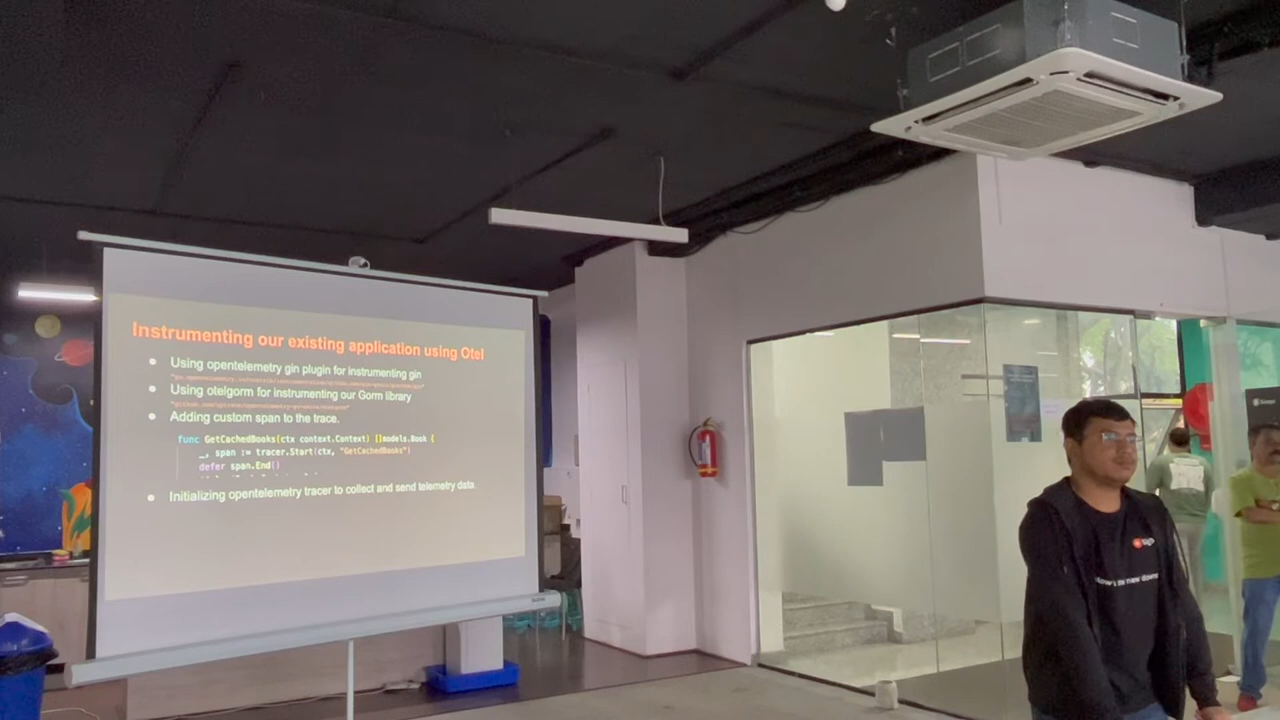 Instrumenting our existing application using Otel
Using opentelemetry gin plugin for instrumenting gin
Using otelgorm for instrumenting our Gorm library
Adding custom span to the trace.
func GetCachedBooks(ctx context.Context) []models.Book {
_, span := tracer.Start(ctx, "GetCachedBooks")
defer span.End()
Initializing opentelemetry tracer to collect and send telemetry data